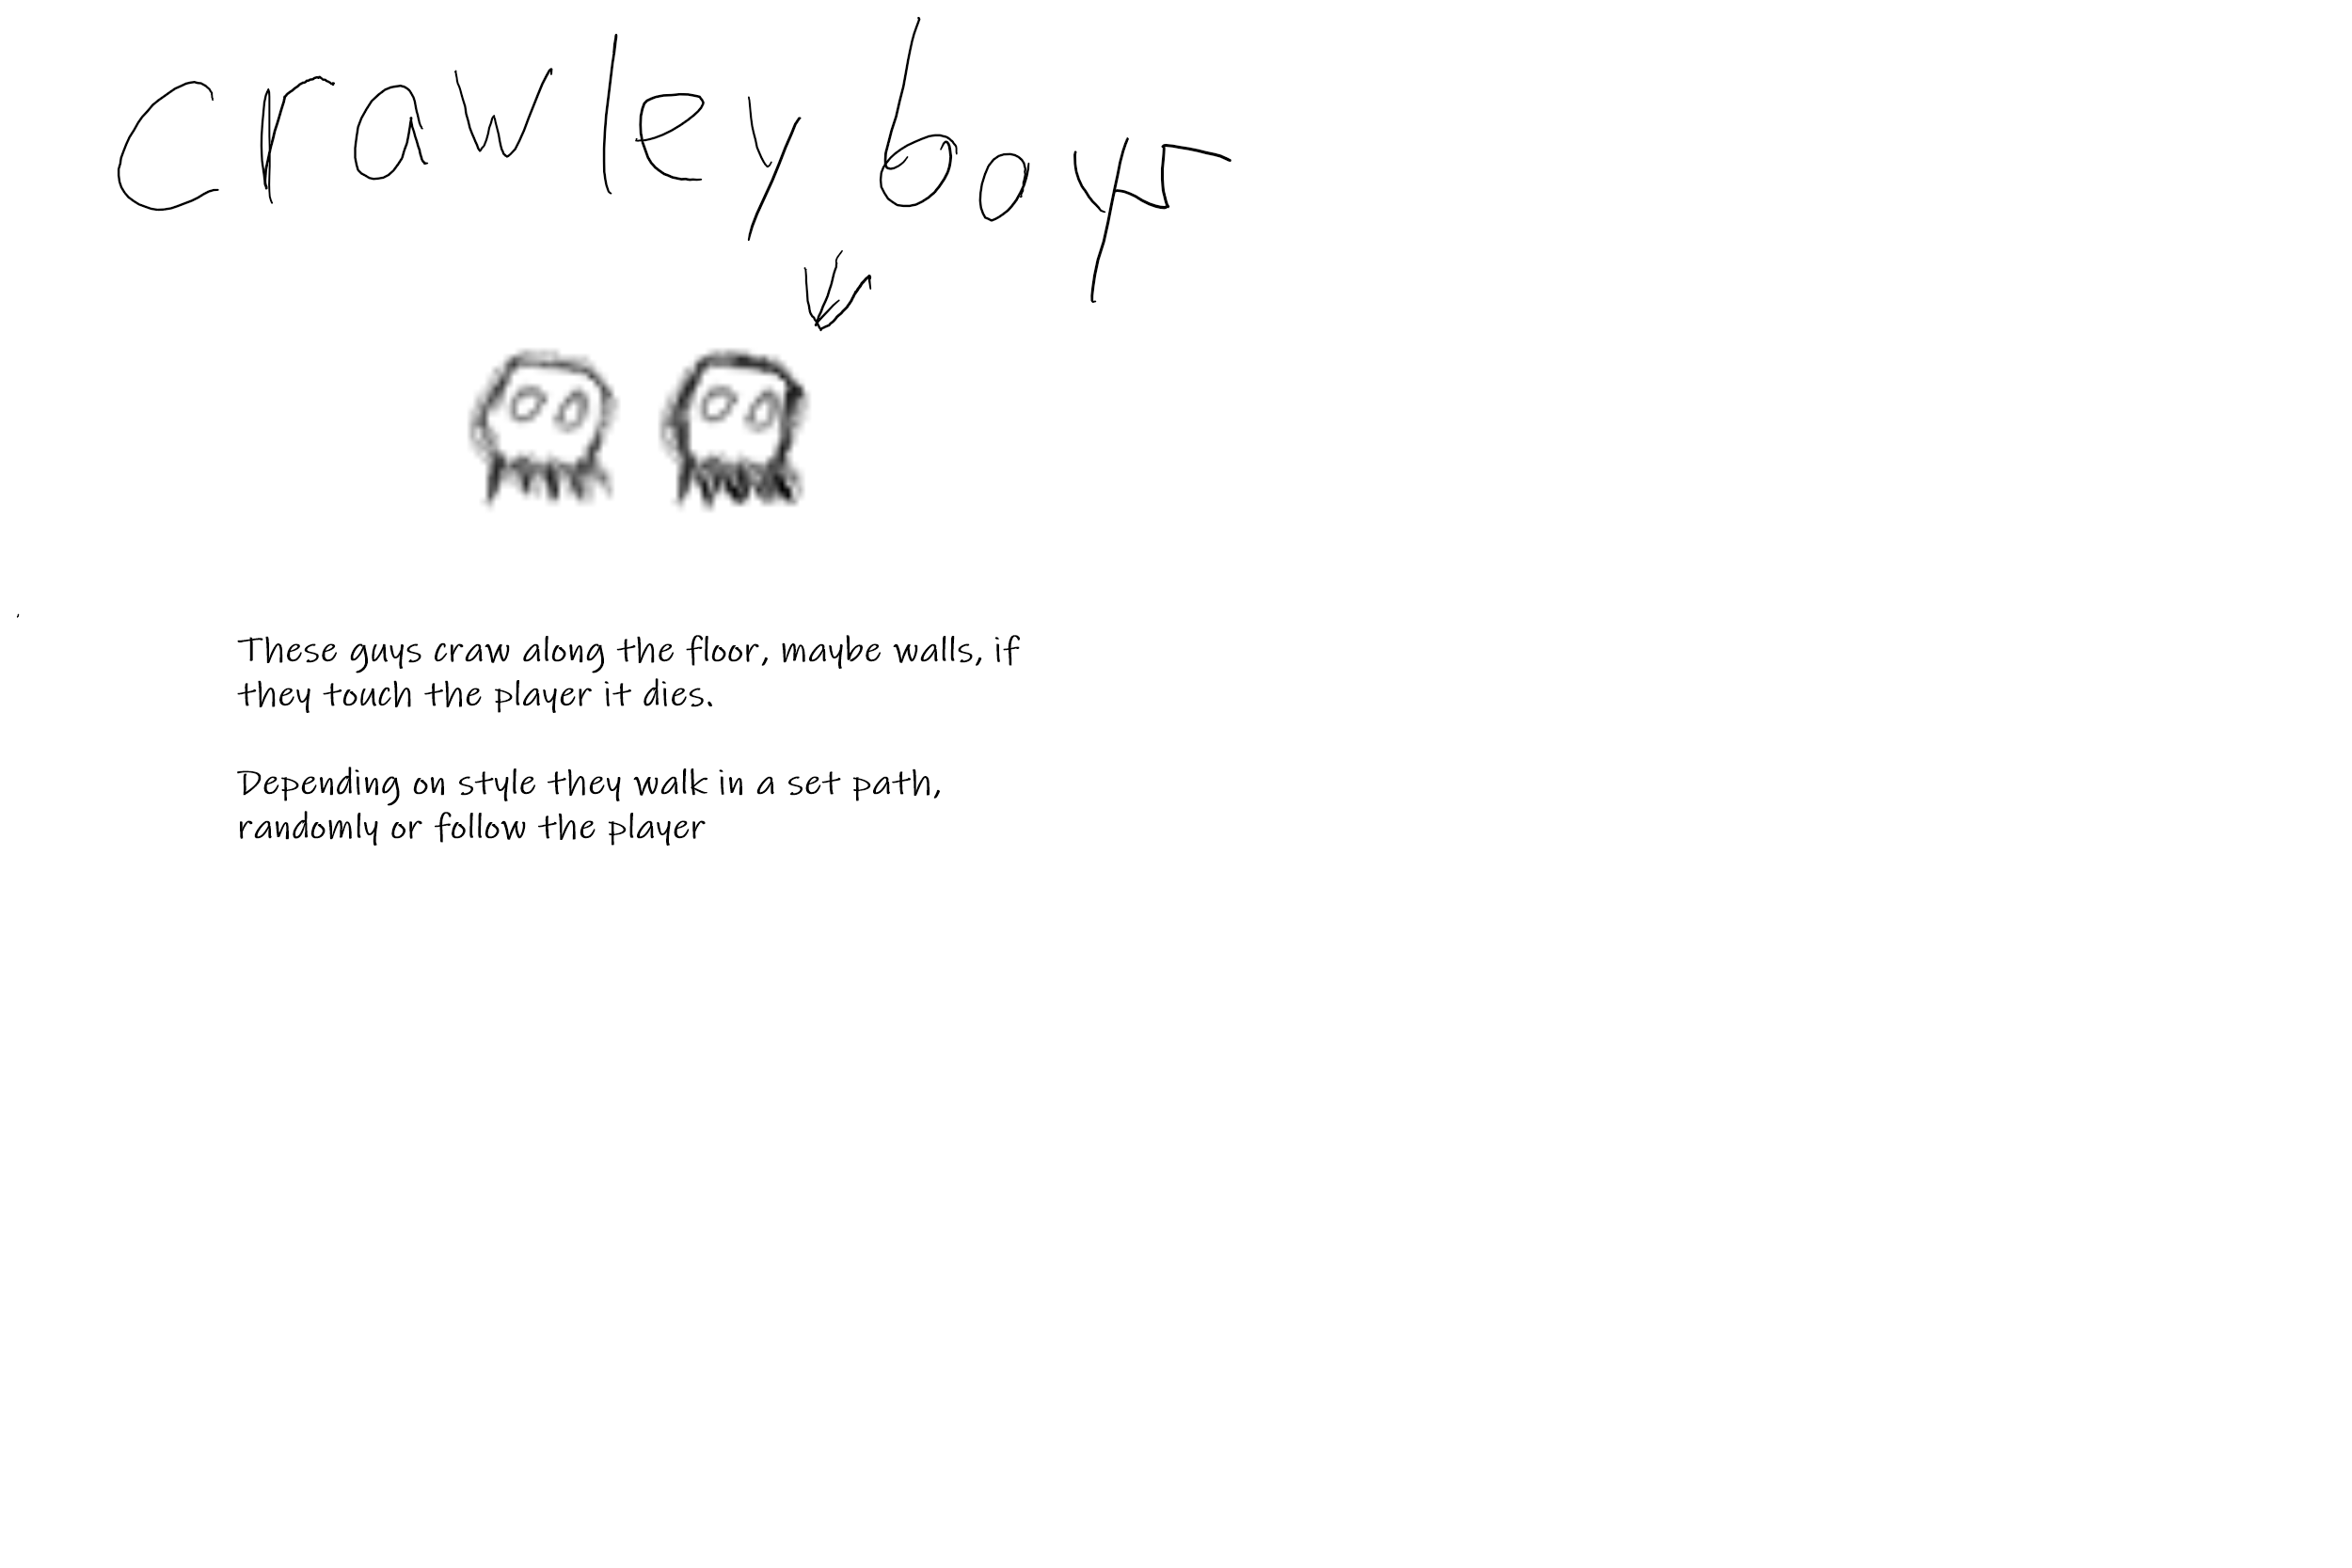 crawley boys
These guys craw along the floor, maybe walls, if
they touch the player it dies.
Depending on style they walk in a set path,
randomly or follow the player